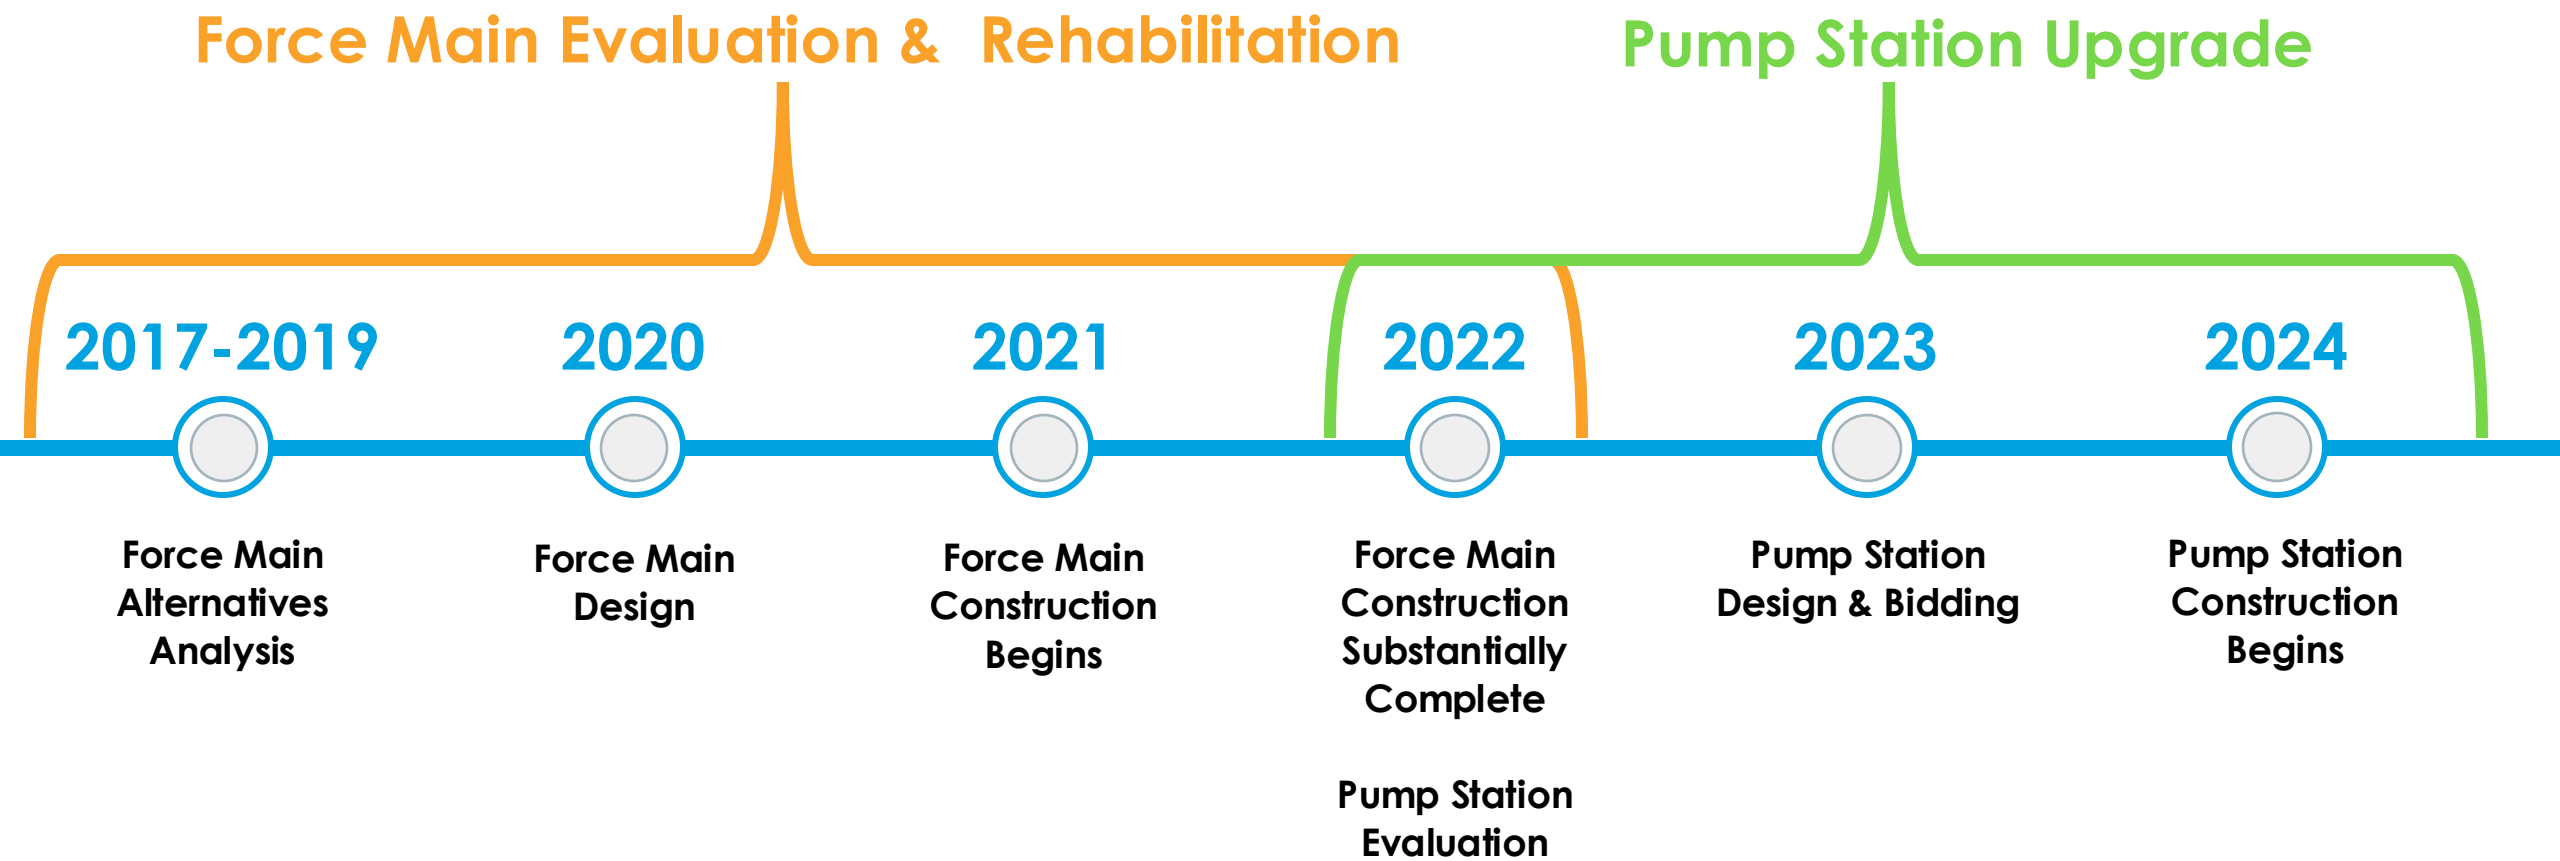 Force Main Evaluation & Rehabilitation
Pump Station Upgrade
2017-2019
2020
2021
2022
2023
2024
Force Main
Alternatives
Analysis
Force Main
Design
Force Main
Construction
Begins
Force Main
Construction
Substantially
Complete
Pump Station
Evaluation
Pump Station
Design & Bidding
Pump Station
Construction
Begins